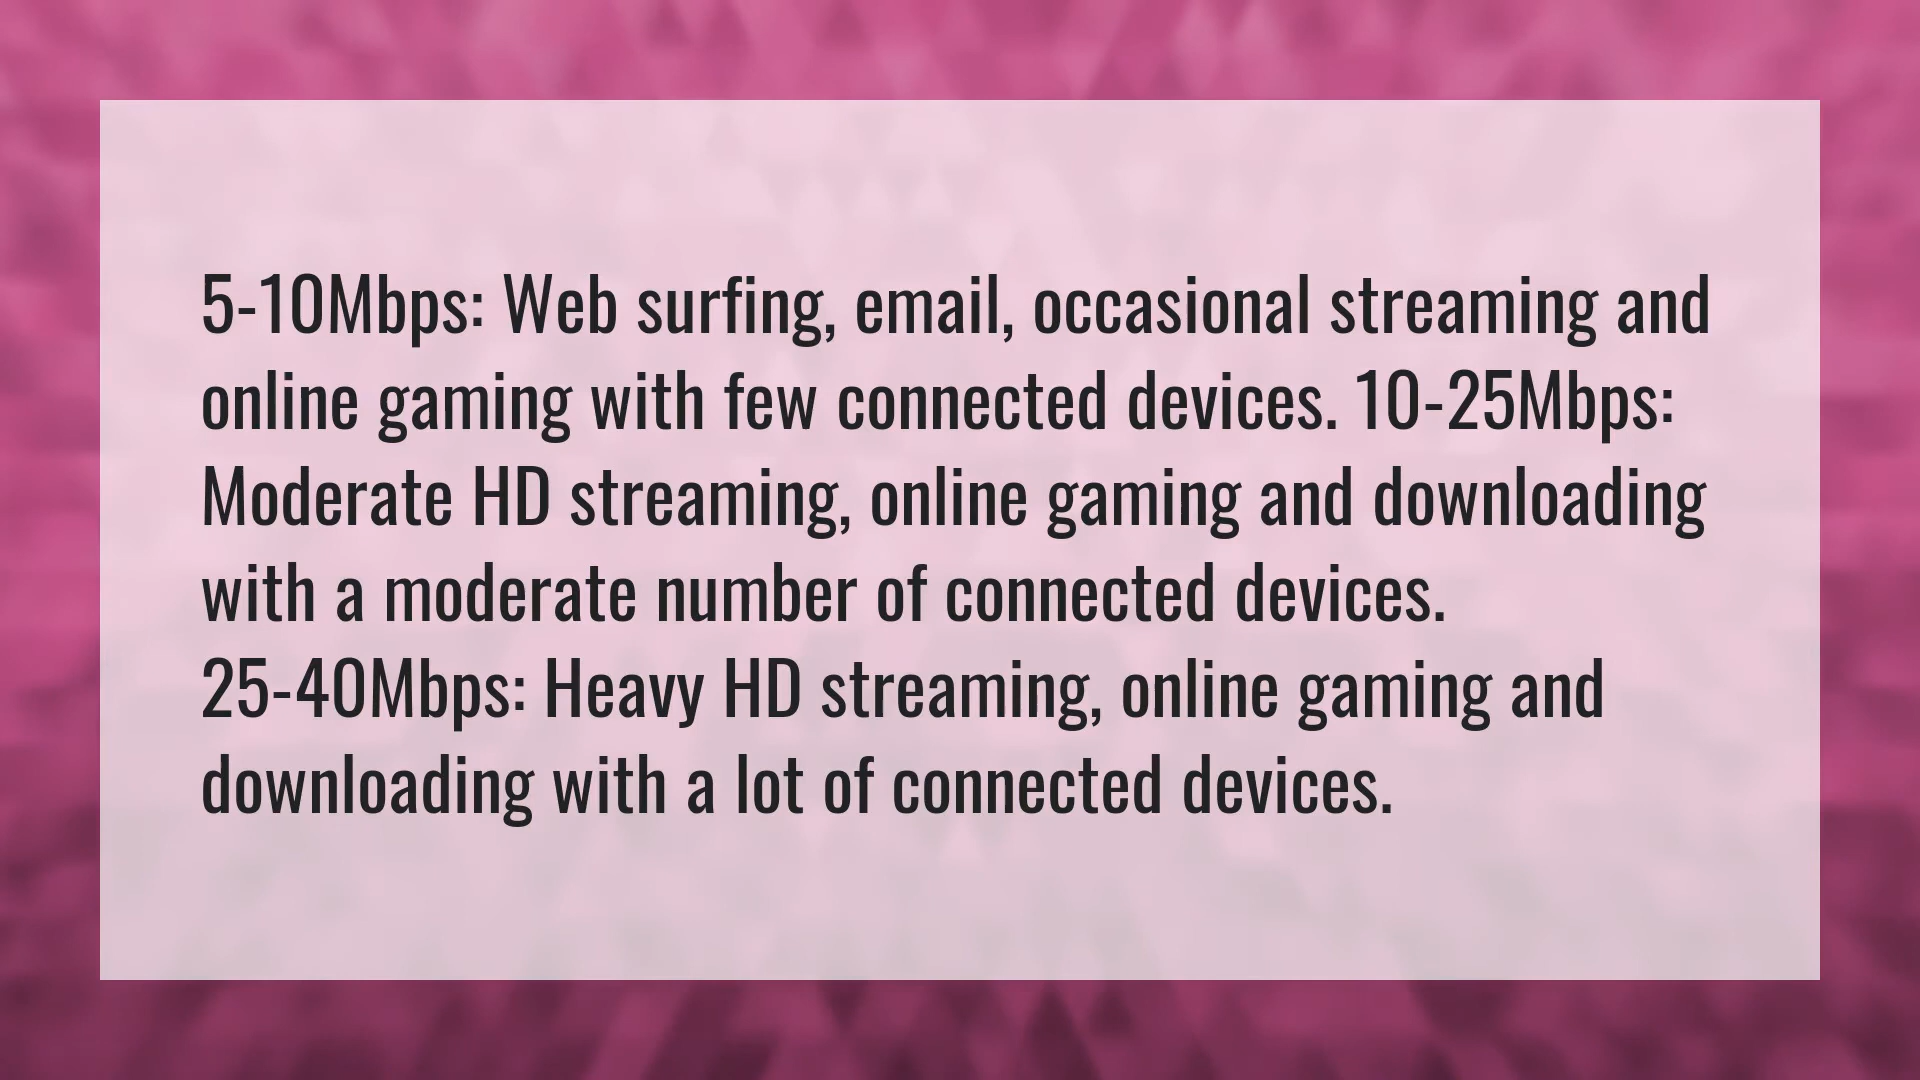 5-10Mbps: Web surfing, email, occasional streaming and
online gaming with few connected devices. 10-25Mbps:
Moderate HD streaming, online gaming and downloading
with a moderate number of connected devices.
25-40Mbps: Heavy HD streaming, online gaming and
downloading with a lot of connected devices.